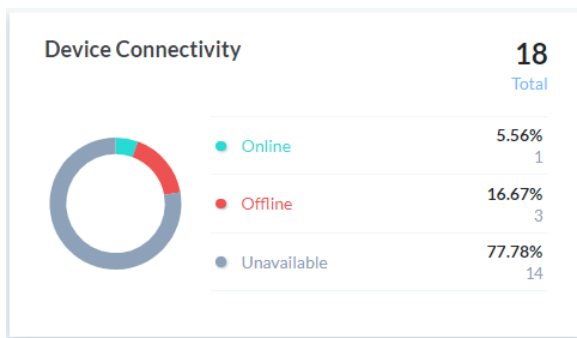 Device Connectivity
18
Total
Online
5.56%
1
Offline
16.67%
3
Unavailable
77.78%
14